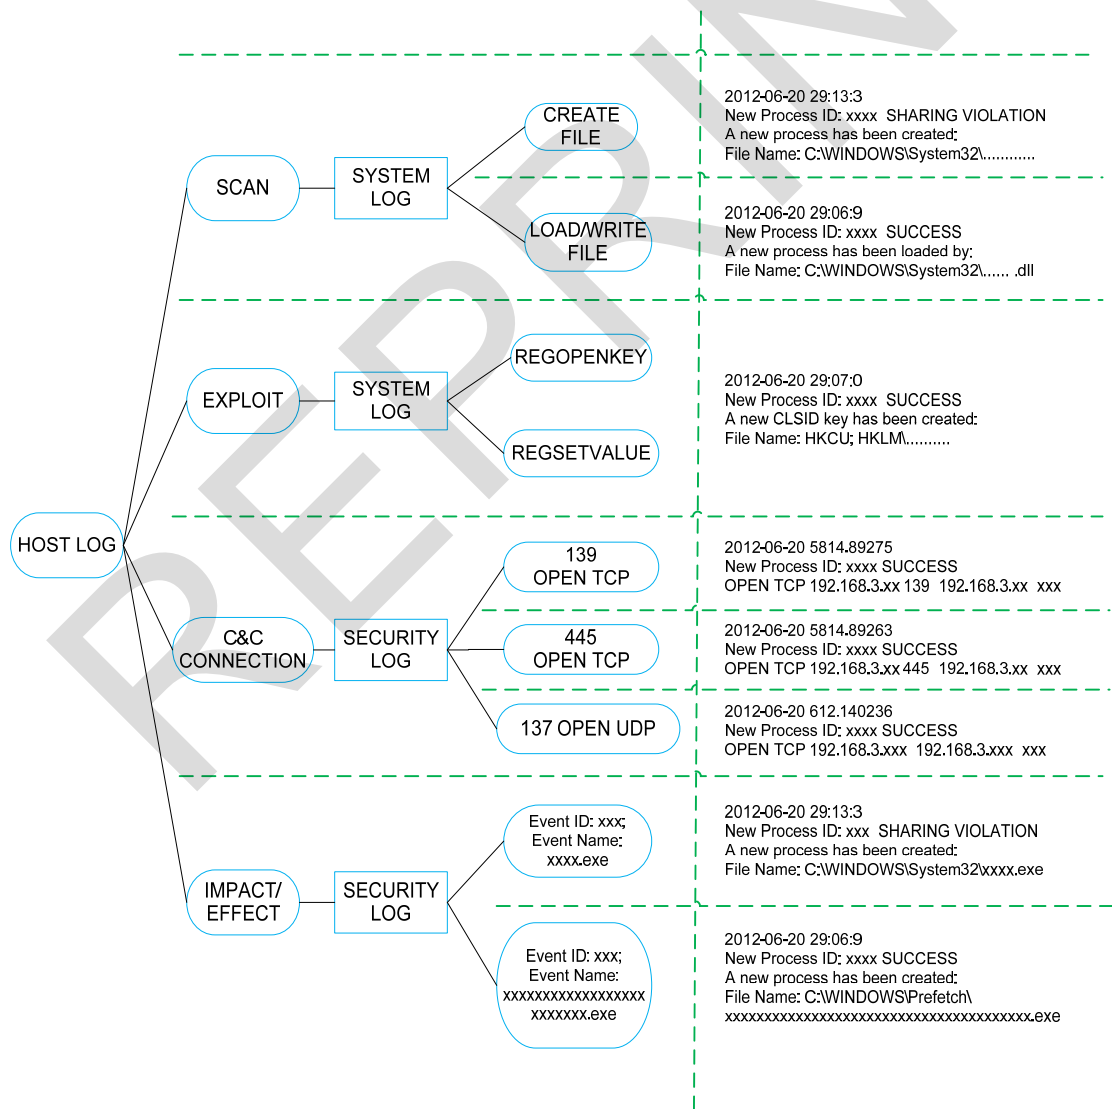 2012-06-20 29:13:3
New Process ID: xxxx SHARING VIOLATION
A new process has been created:
File Name: C:\WINDOWS\System32\............
CREATE
FILE
SCAN
SYSTEM
LOG
LOAD/WRITE
FILE
2012-06-20 29:06:9
New Process ID: xxxx SUCCESS
A new process has been loaded by:
File Name: C:\WINDOWS\System32\...... .dll
REGOPENKEY
EXPLOIT
SYSTEM
LOG
REGSETVALUE
2012-06-20 29:07:0
New Process ID: xxxx SUCCESS
A new CLSID key has been created:
File Name: HKCU; HKLM\..........
HOST LOG
139
OPEN TCP
2012-06-20 5814.89275
New Process ID: xxxx SUCCESS
OPEN TCP 192.168.3.xx 139 192.168.3.xx xxx
C&C
CONNECTION
SECURITY
LOG
445
OPEN TCP
2012-06-20 5814.89263
New Process ID: xxxx SUCCESS
OPEN TCP 192.168.3.xx 445 192.168.3.xx xxx
137 OPEN UDP
2012-06-20 612.140236
New Process ID: xxxx SUCCESS
OPEN TCP 192.168.3.xxx 192.168.3.xxx xxx
Event ID: xxx;
Event Name:
xxxx.exe
2012-06-20 29:13:3
New Process ID: xxx SHARING VIOLATION
A new process has been created:
File Name: C:\WINDOWS\System32\xxxx.exe
IMPACT/
EFFECT
SECURITY
LOG
Event ID: xxx;
Event Name:
xxxxxxxxxxxxxxxxxx
xxxxxxx.exe
2012-06-20 29:06:9
New Process ID: xxxx SUCCESS
A new process has been created:
File Name: C:\WINDOWS\Prefetch\
xxxxxxxxxxxxxxxxxxxxxxxxxxxxxxxxxxxxxxx.exe
REPRIN